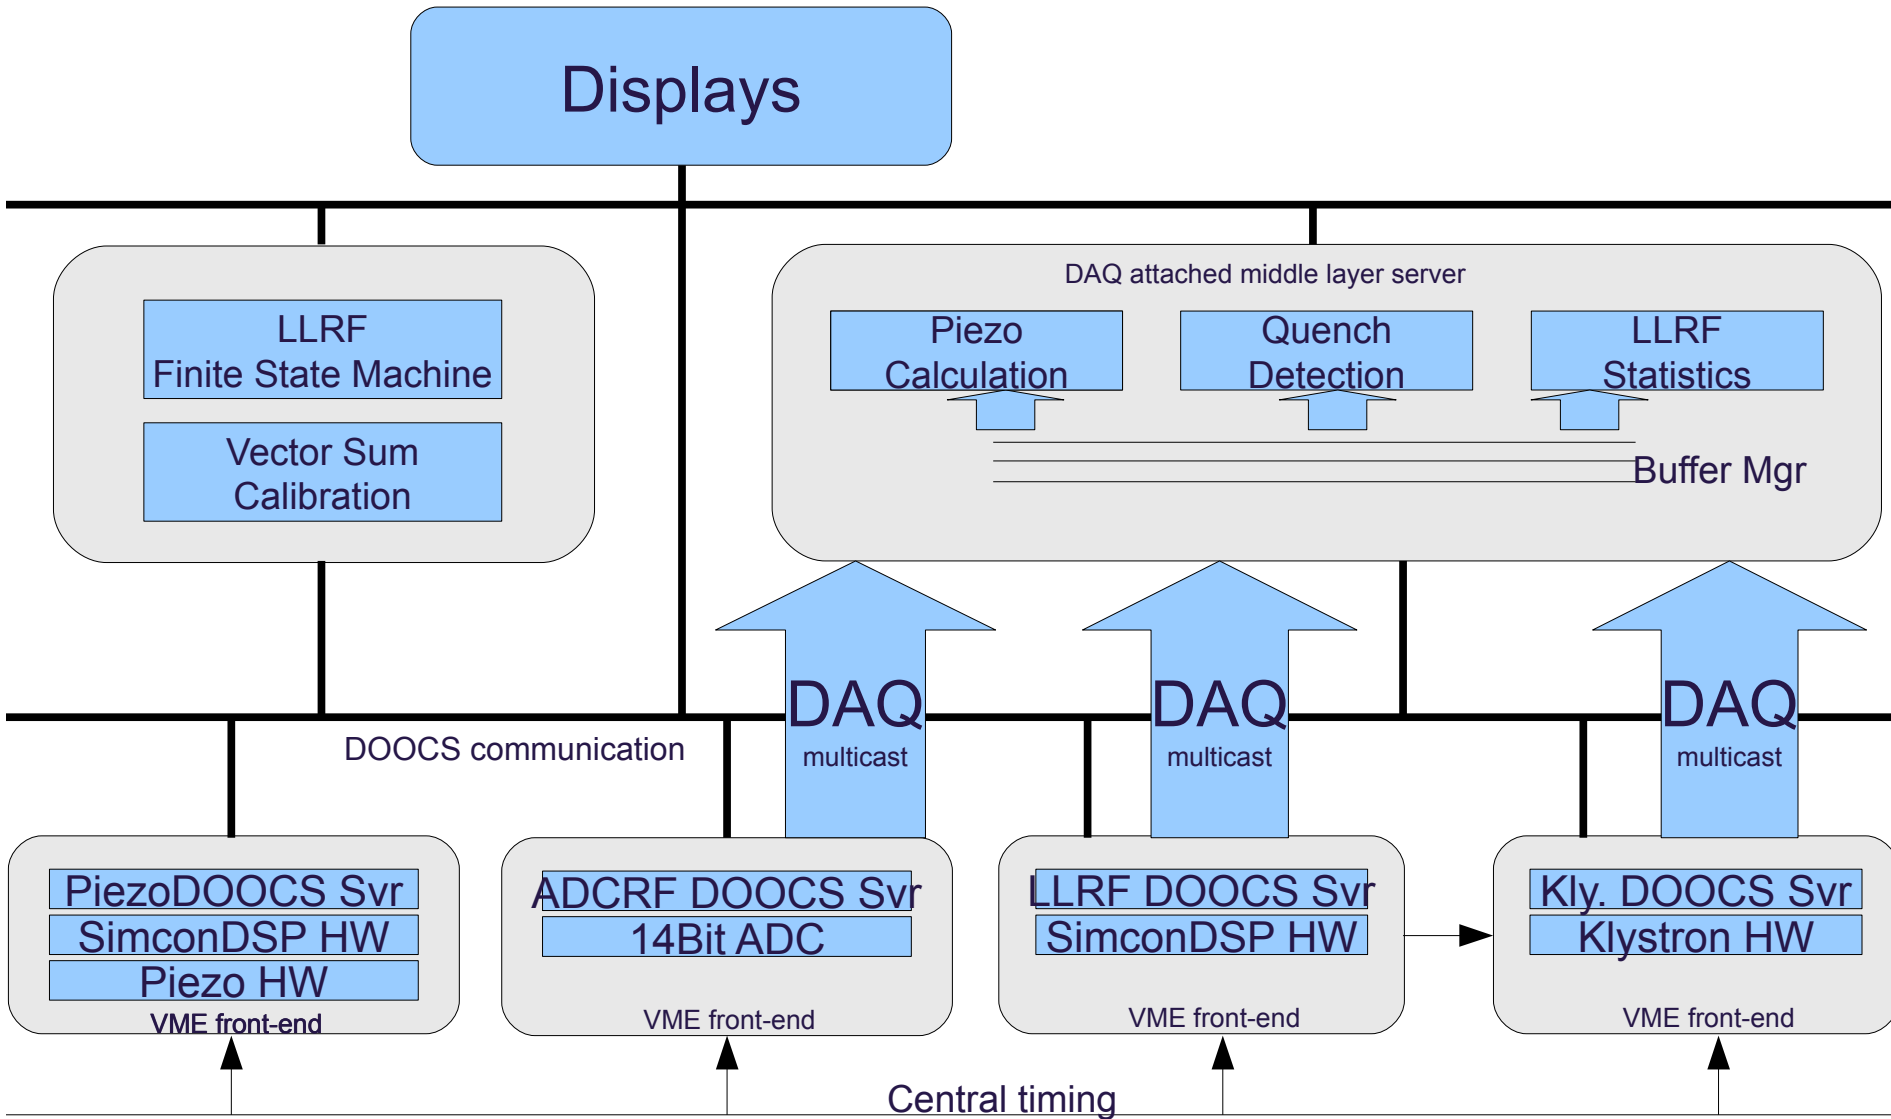 Displays
LLRF
Finite State Machine
Vector Sum
Calibration
DAQ attached middle layer server
Piezo
Calculation
Quench
Detection
LLRF
Statistics
Buffer Mgr
DAQ
multicast
DAQ
multicast
DAQ
multicast
DOOCS communication
PiezoDOOCS Svr
SimconDSP HW
Piezo HW
VME front-end
ADCRF DOOCS Svr
14Bit ADC
VME front-end
LLRF DOOCS Svr
SimconDSP HW
VME front-end
Kly. DOOCS Svr
Klystron HW
VME front-end
Central timing